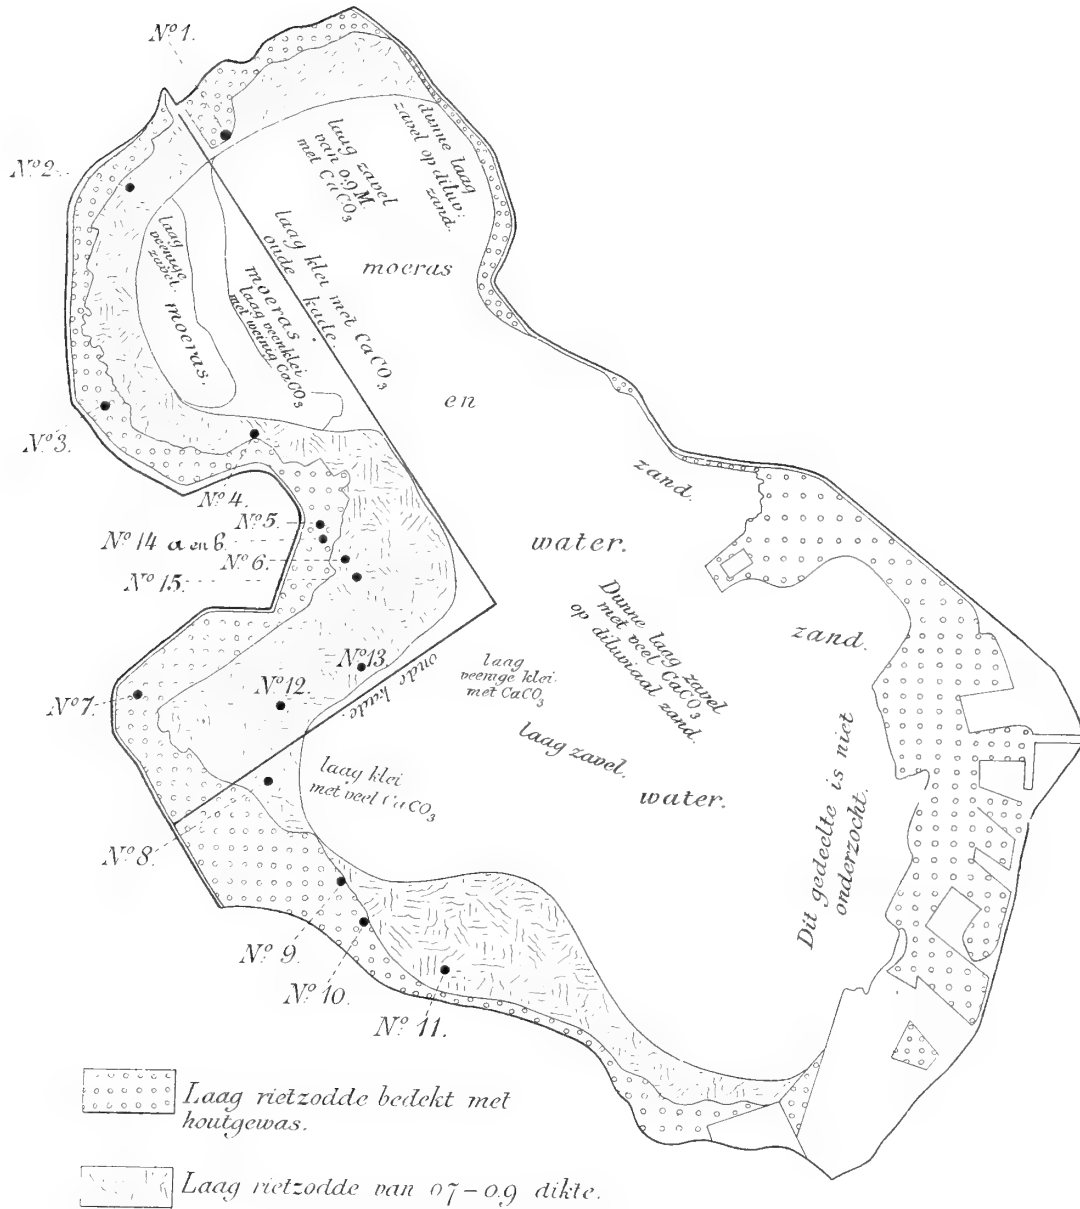 Nº 1.
dunne laag
zavel op diluv:
zand.
laag zavel
van 0.9 M.
met CaCO3
Nº 2
laag klei met CaCO3
oude kade.
laag
veenige
zavel.
moeras.
moeras
laag veenklei
met weinig CaCO3
moeras
en
Nº 3.
Nº 4.
zand.
Nº 5.
Nº 14 a en b.
Nº 6.
Nº 15.
water.
Dunne laag zavel
met veel CaCO3
op diluviaal zand.
zand.
Nº 13.
oude kade.
laag
veenige klei.
met CaCO3
Nº 12.
Nº 7.
laag zavel.
laag klei
met veel CaCO3
water.
Dit gedeelte is niet
onderzocht.
Nº 8.
Nº 9.
Nº 10.
Nº 11.
Laag rietzodde bedekt met
houtgewas.
Laag rietzodde van 0 7 – 0.9 dikte.